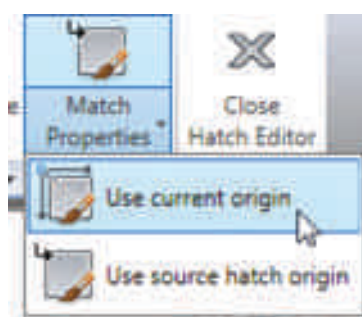 Match
Properties
Close
Hatch Editor
Use current origin
Use source hatch origin